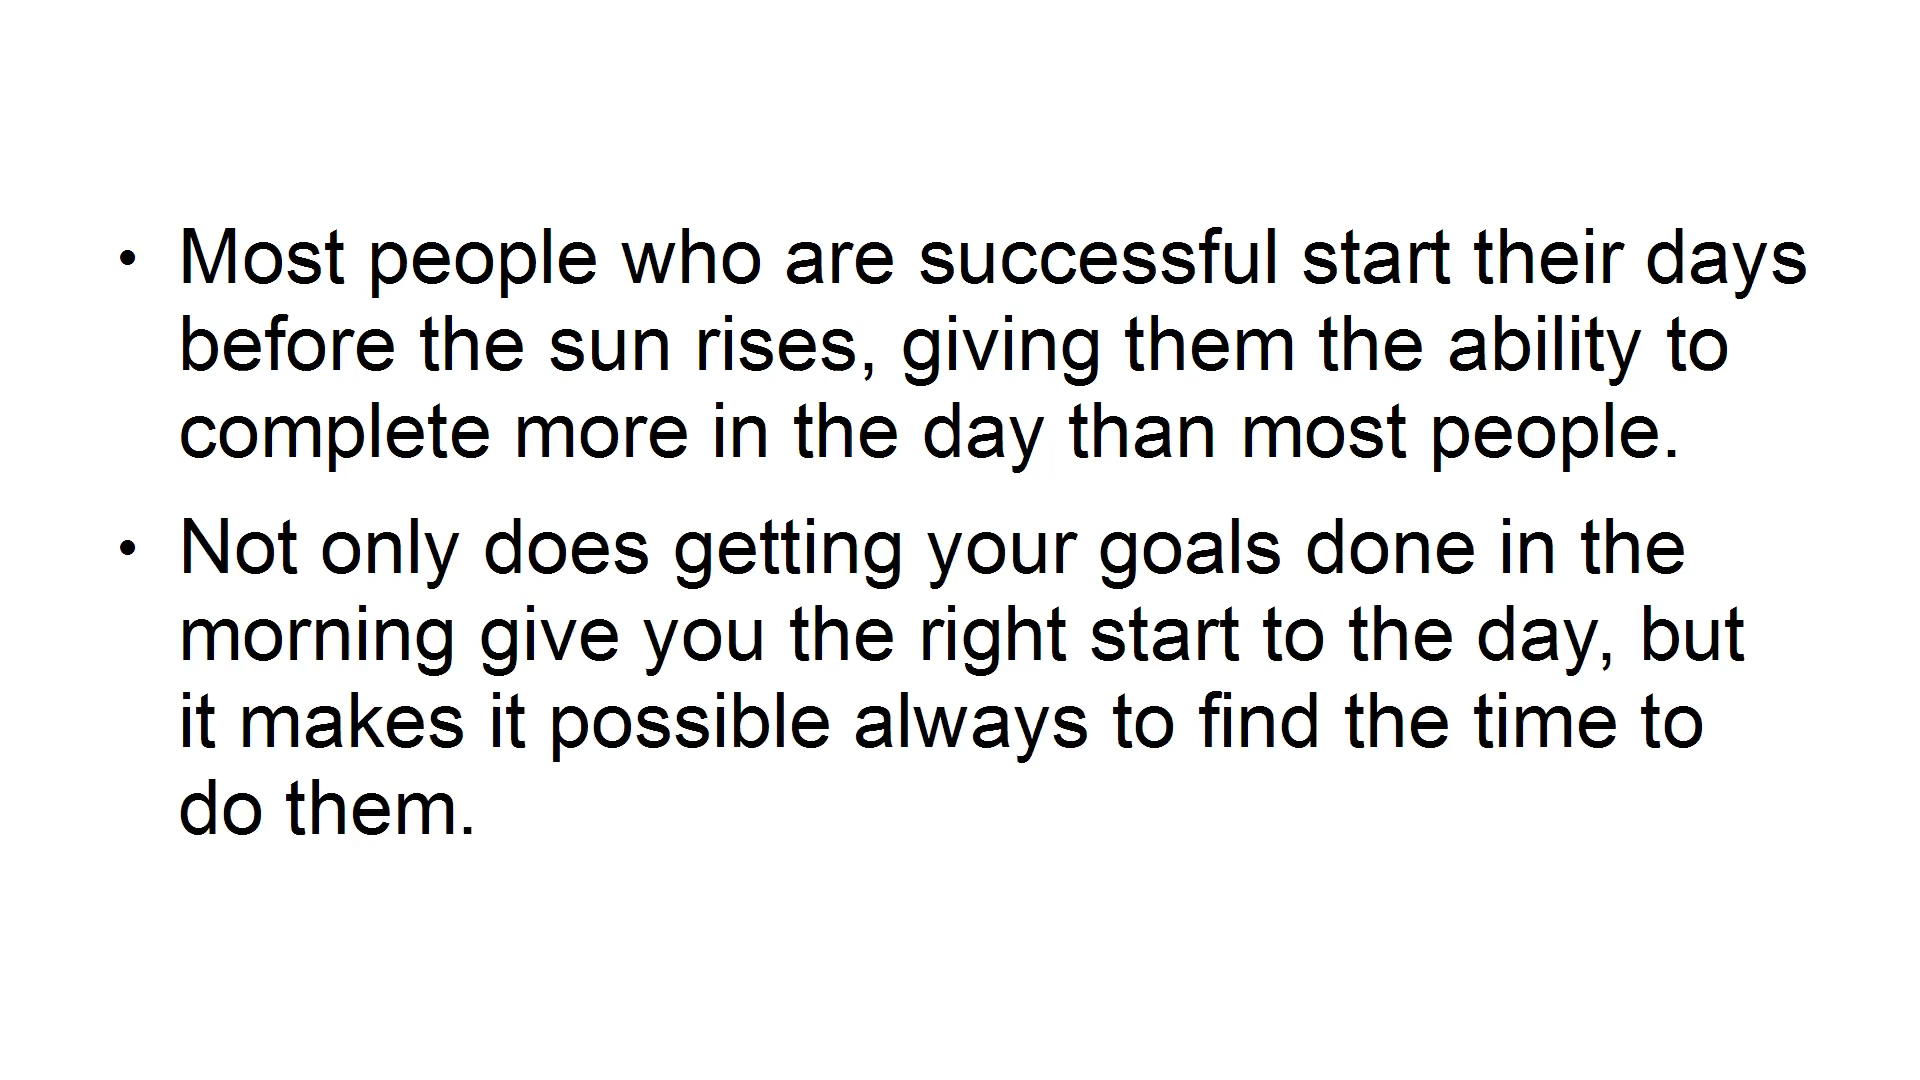 • Most people who are successful start their days
before the sun rises, giving them the ability to
complete more in the day than most people.
• Not only does getting your goals done in the
morning give you the right start to the day, but
it makes it possible always to find the time to
do them.